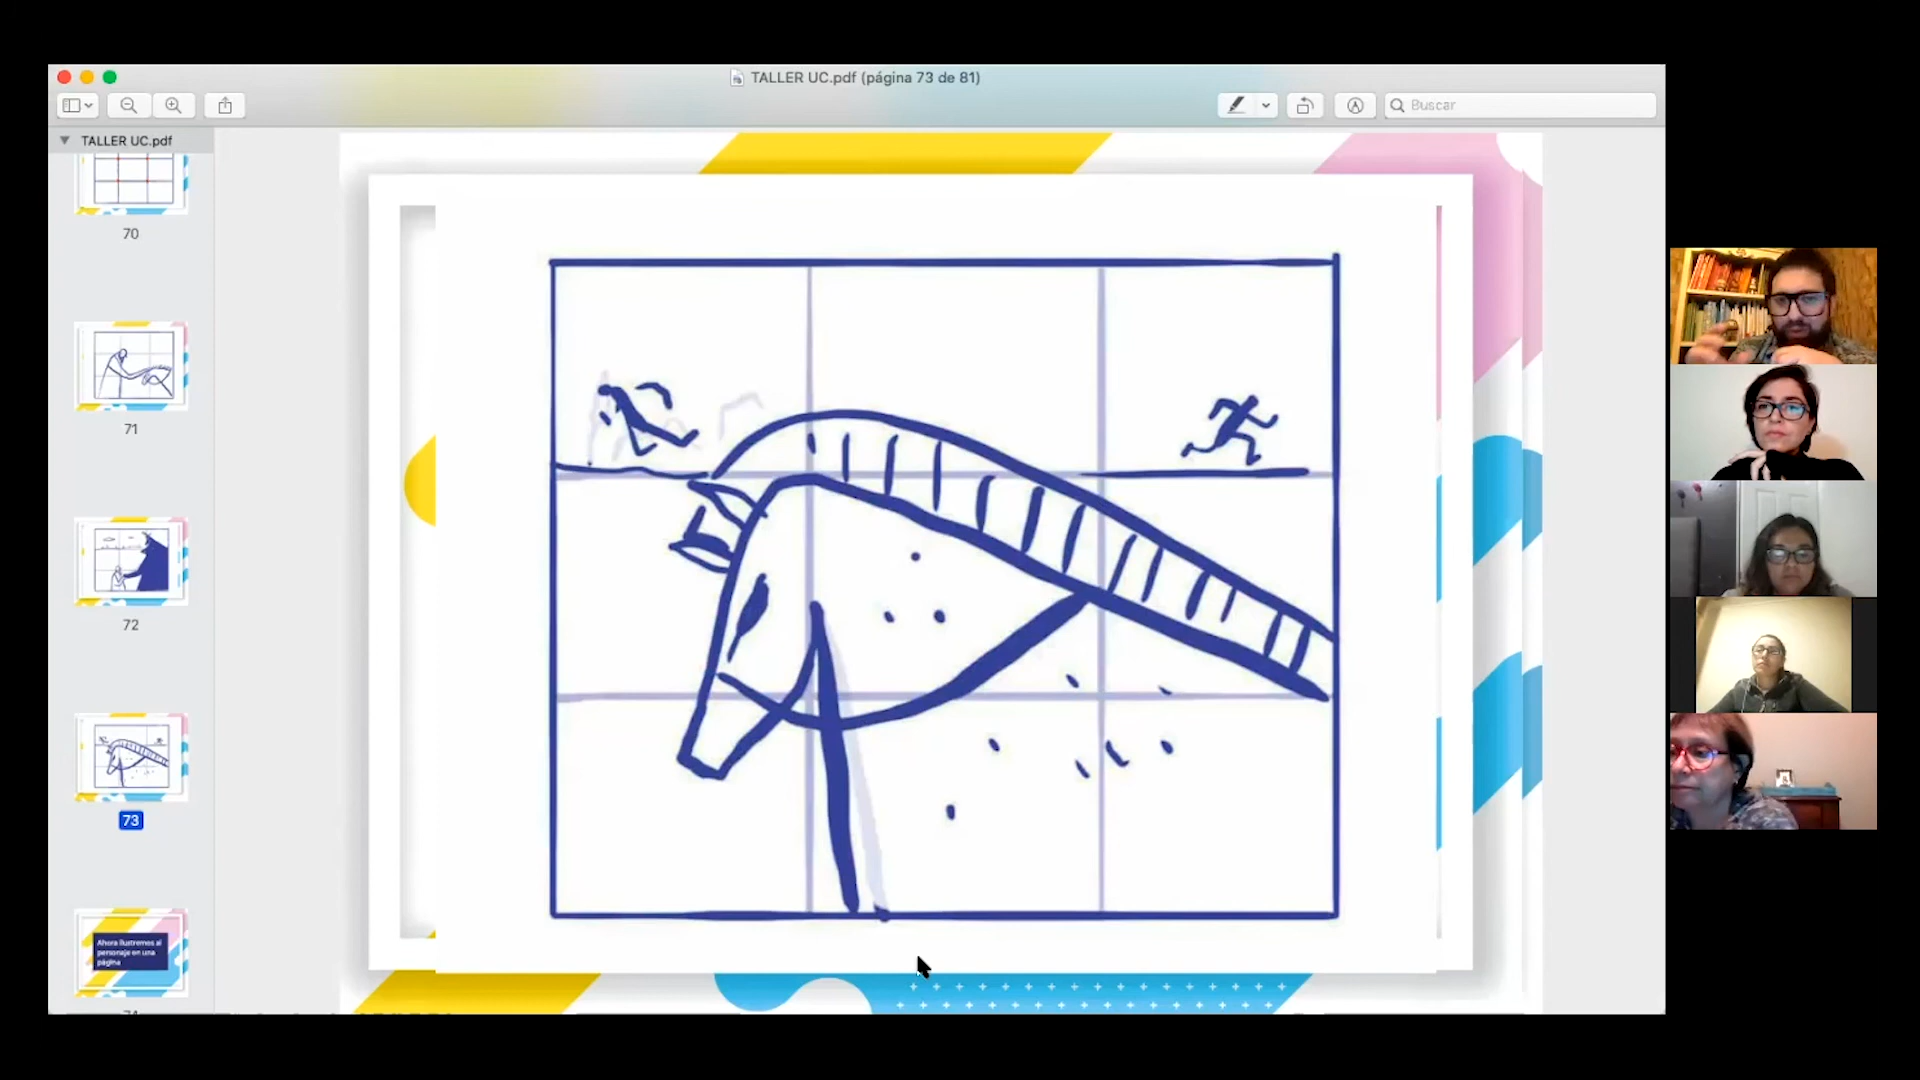 TALLER UC.pdf (página 73 de 81)
Buscar
TALLER UC.pdf
70
71
72
73
Ahora ilustremos al
personaje en una
página